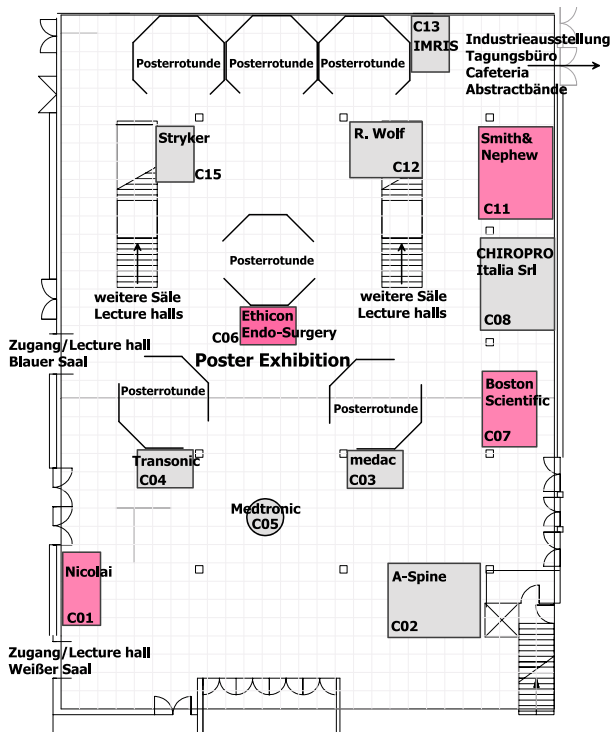 C13
IMRIS
Industrieausstellung
Tagungsbüro
Cafeteria
Abstractbände
Posterrotunde
Posterrotunde
Posterrotunde
Stryker
C15
R. Wolf
C12
Smith&
Nephew
C11
Posterrotunde
CHIROPRO
Italia Srl
C08
weitere Säle
Lecture halls
weitere Säle
Lecture halls
Ethicon
Endo-Surgery
C06
Zugang/Lecture hall
Blauer Saal
Poster Exhibition
Posterrotunde
Posterrotunde
Boston
Scientific
C07
Transonic
C04
medac
C03
Medtronic
C05
Nicolai
C01
A-Spine
C02
Zugang/Lecture hall
Weißer Saal